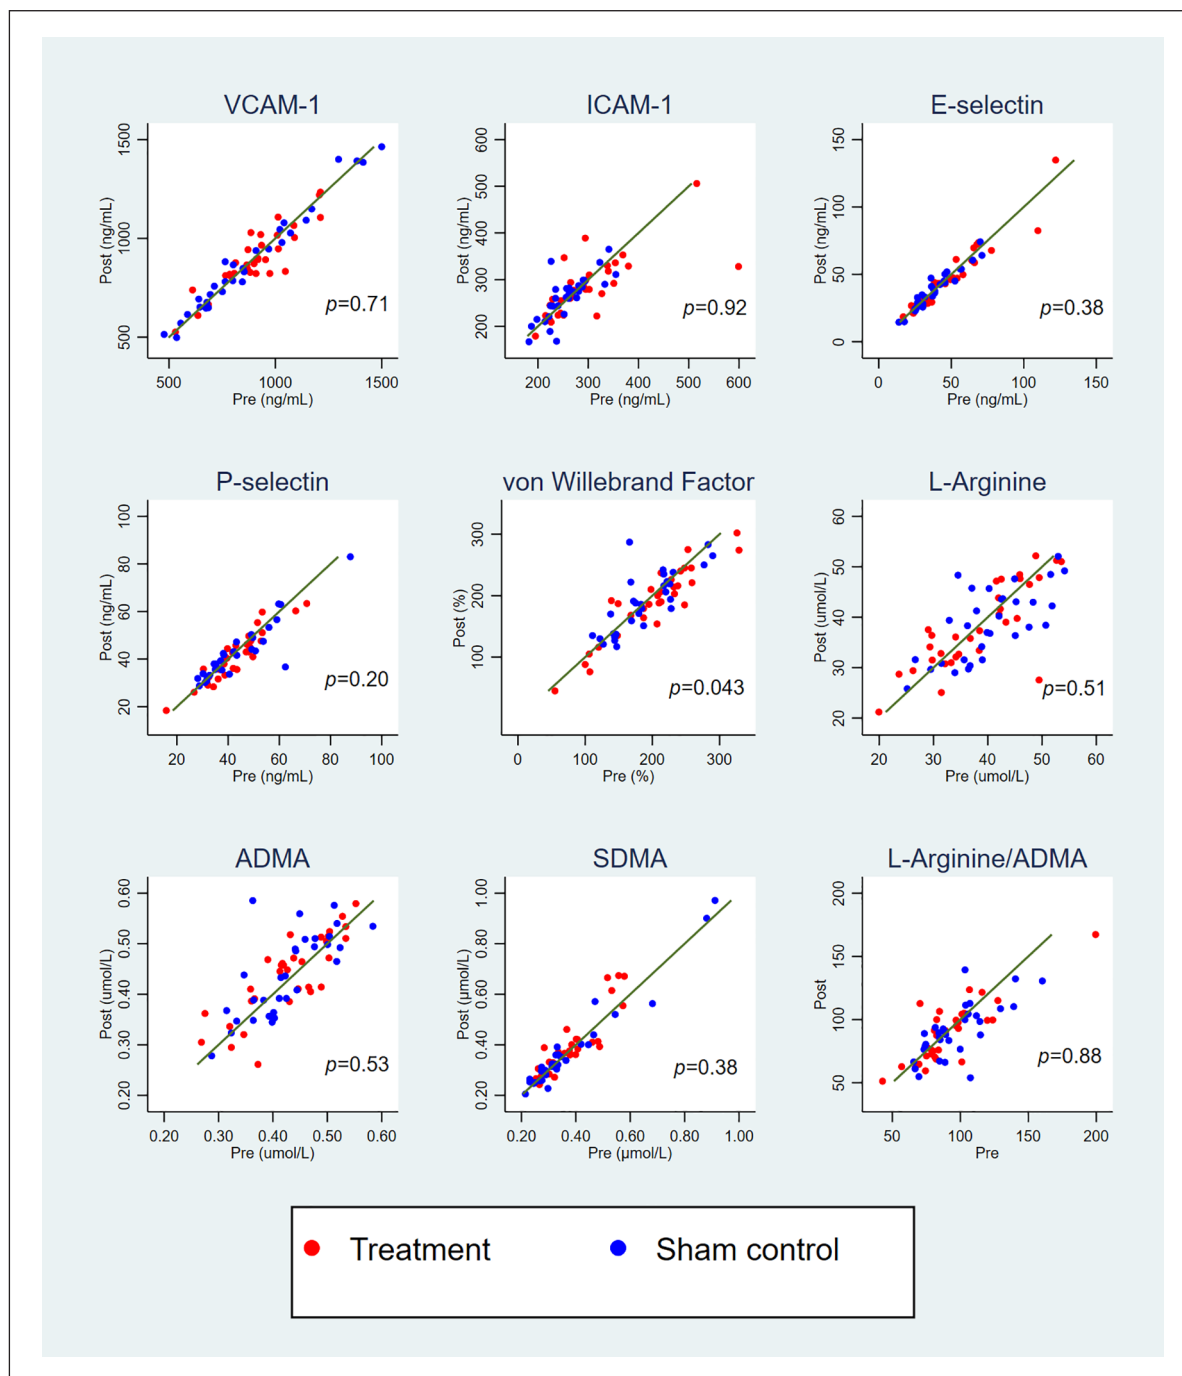 VCAM-1
Post (ng/mL)
1500
1000
500
p=0.71
500 1000 1500
Pre (ng/mL)
ICAM-1
Post (ng/mL)
600
500
400
300
200
p=0.92
200 300 400 500 600
Pre (ng/mL)
E-selectin
Post (ng/mL)
150
100
50
0
p=0.38
0 50 100 150
Pre (ng/mL)
P-selectin
Post (ng/mL)
100
80
60
40
20
p=0.20
20 40 60 80 100
Pre (ng/mL)
von Willebrand Factor
Post (%)
300
200
100
p=0.043
0 100 200 300
Pre (%)
L-Arginine
Post (umol/L)
60
50
40
30
20
p=0.51
20 30 40 50 60
Pre (umol/L)
ADMA
Post (umol/L)
0.60
0.50
0.40
0.30
0.20
p=0.53
0.20 0.30 0.40 0.50 0.60
Pre (umol/L)
SDMA
Post (µmol/L)
1.00
0.80
0.60
0.40
0.20
p=0.38
0.20 0.40 0.60 0.80 1.00
Pre (µmol/L)
L-Arginine/ADMA
Post
200
150
100
50
p=0.88
50 100 150 200
Pre
Treatment
Sham control